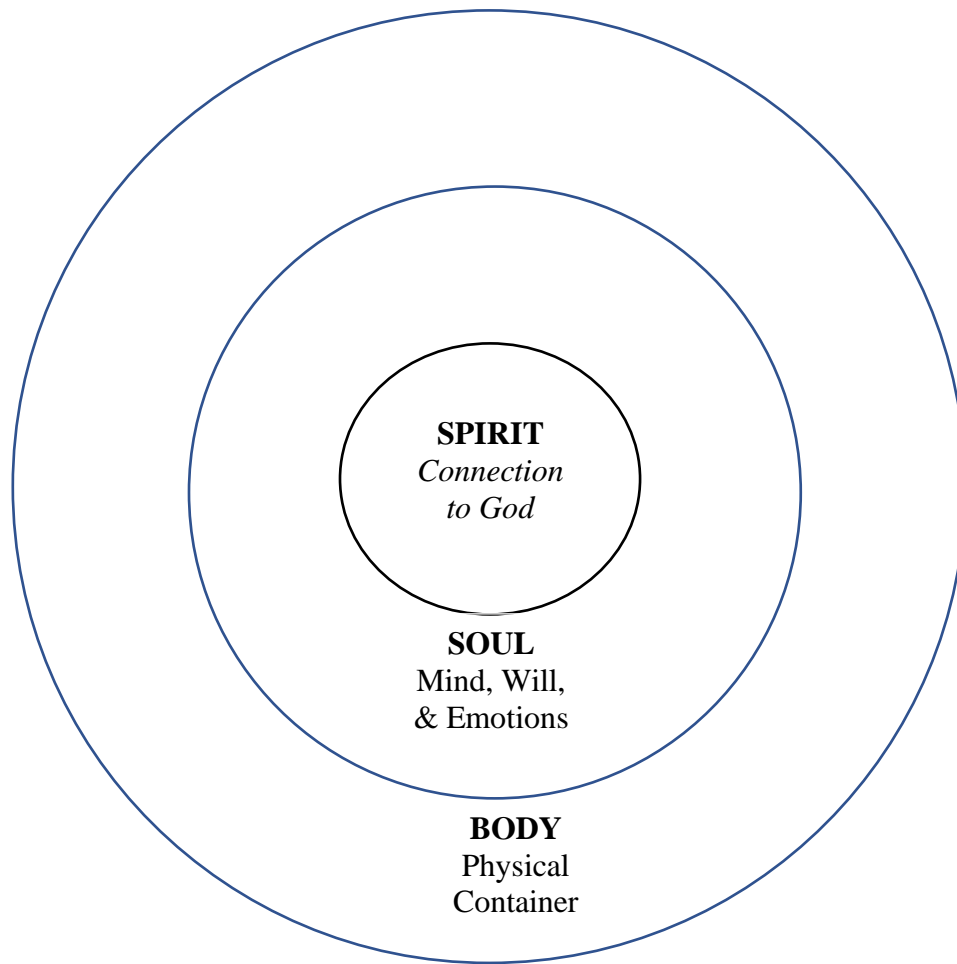 SPIRIT
Connection
to God
SOUL
Mind, Will,
& Emotions
BODY
Physical
Container